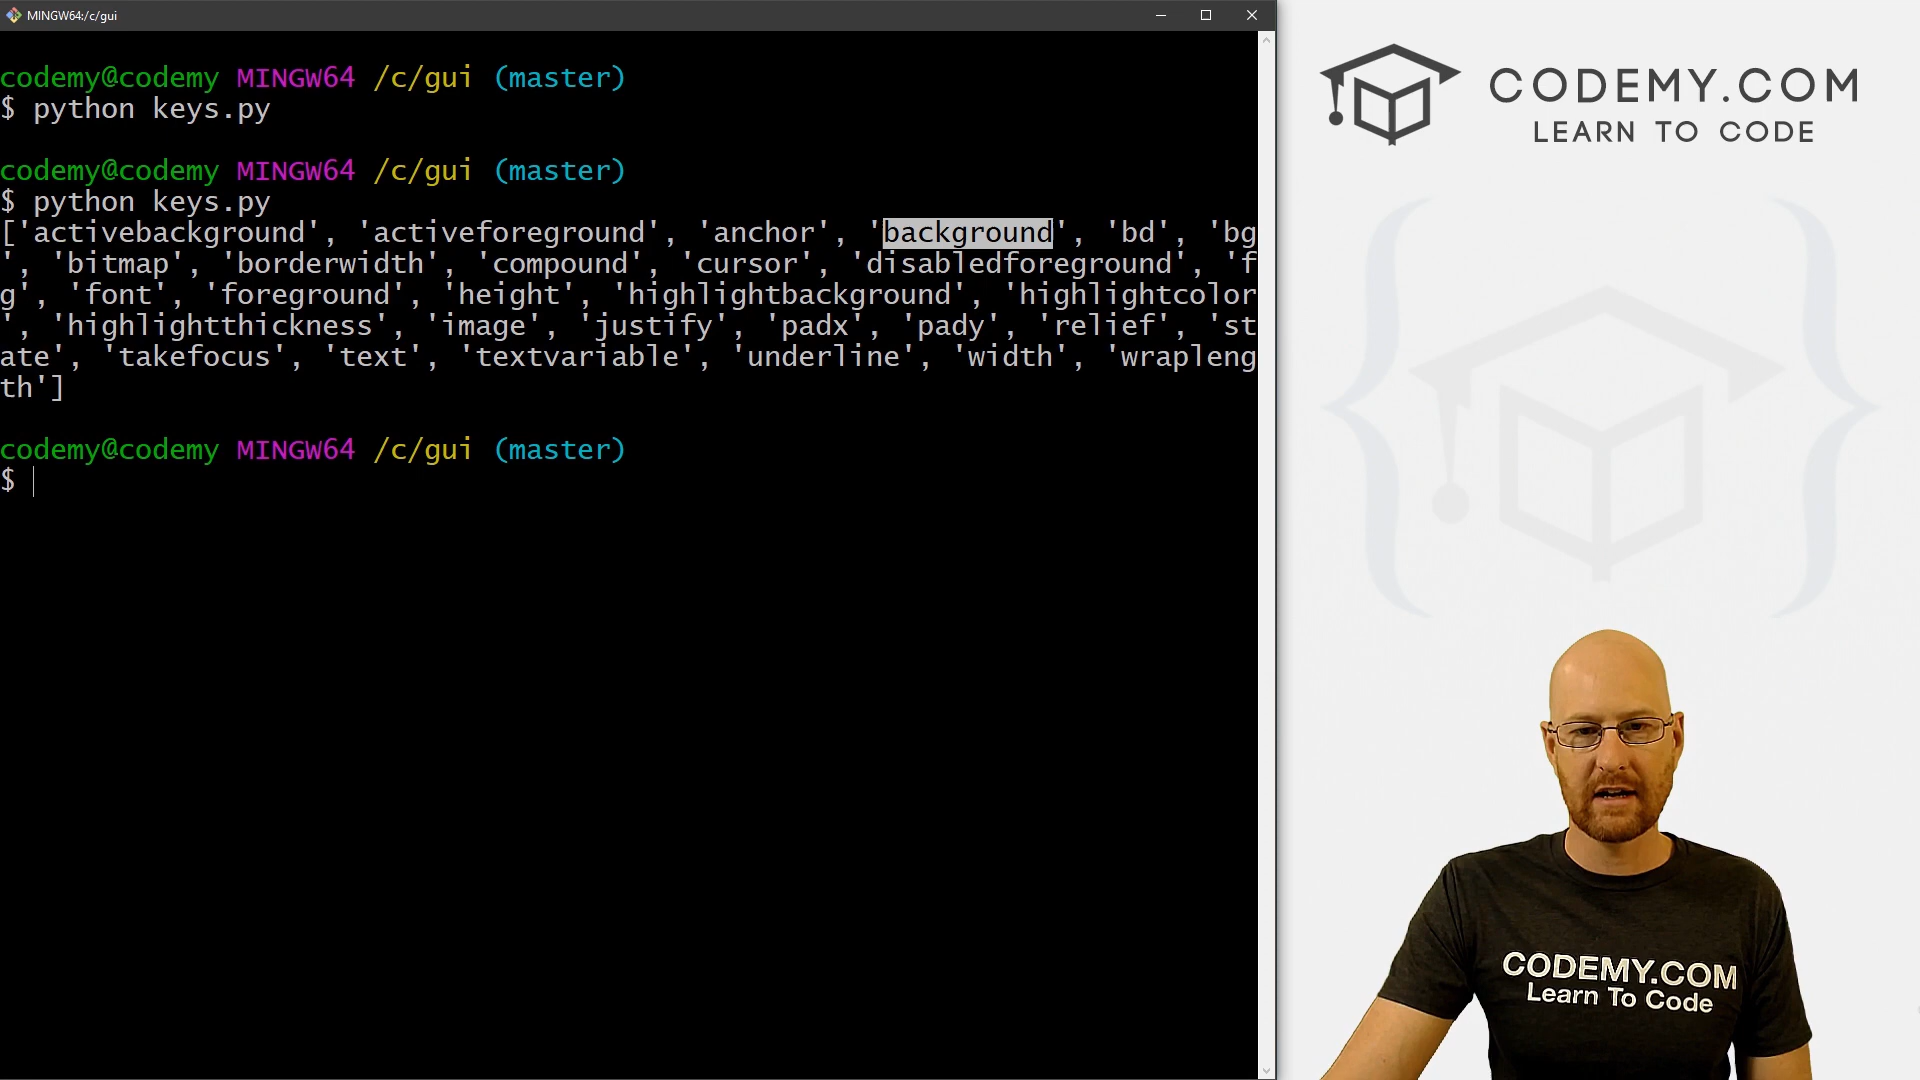 MINGW64:/c/gui
codemy@codemy MINGW64 /c/gui (master)
$ python keys.py
codemy@codemy MINGW64 /c/gui (master)
$ python keys.py
['activebackground', 'activeforeground', 'anchor', 'background', 'bd', 'bg
', 'bitmap', 'borderwidth', 'compound', 'cursor', 'disabledforeground', 'f
g', 'font', 'foreground', 'height', 'highlightbackground', 'highlightcolor
', 'highlightthickness', 'image', 'justify', 'padx', 'pady', 'relief', 'st
ate', 'takefocus', 'text', 'textvariable', 'underline', 'width', 'wrapleng
th']
codemy@codemy MINGW64 /c/gui (master)
$
CODEMY.COM
LEARN TO CODE
CODEMY.COM
Learn To Code